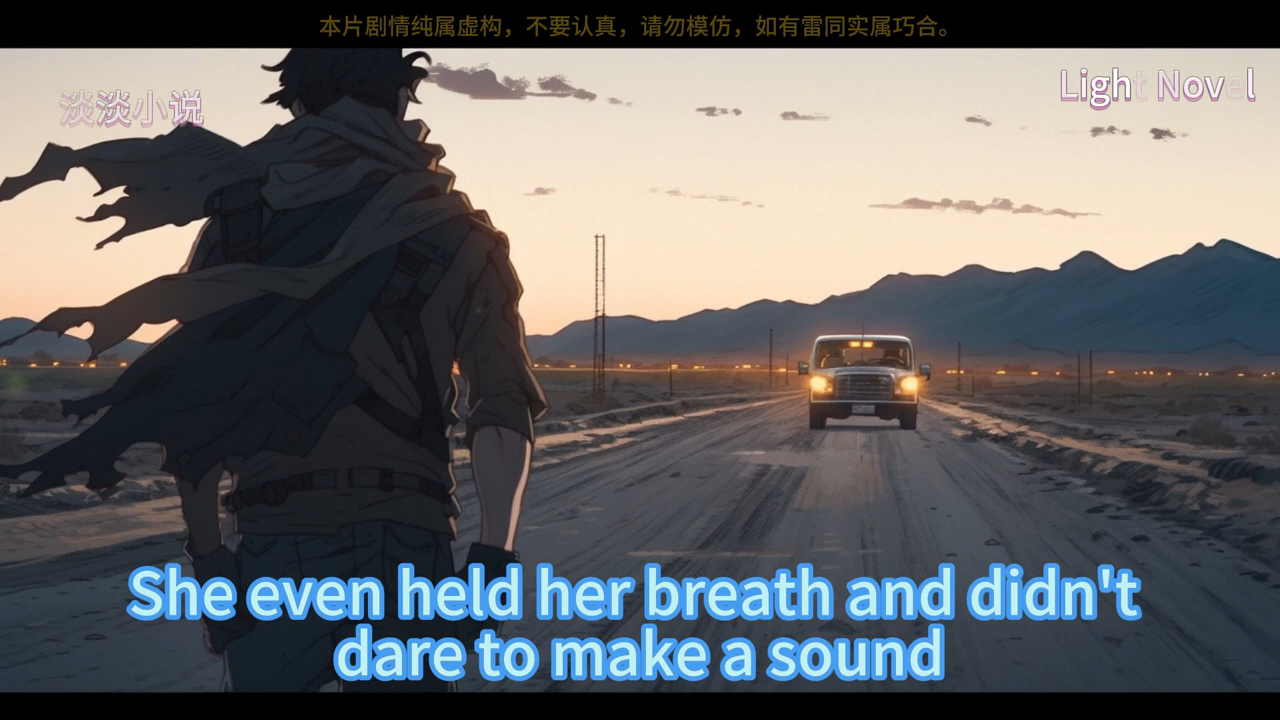 本片剧情纯属虚构，不要认真，请勿模仿，如有雷同实属巧合。
淡淡小说
Light Novel
She even held her breath and didn't
dare to make a sound